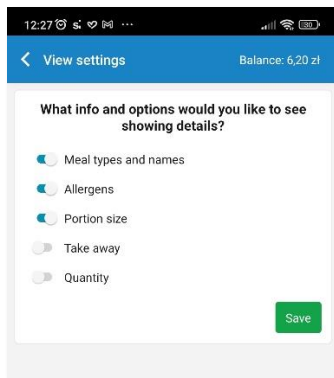 12:27
View settings
Balance: 6,20 zł
What info and options would you like to see
showing details?
Meal types and names
Allergens
Portion size
Take away
Quantity
Save